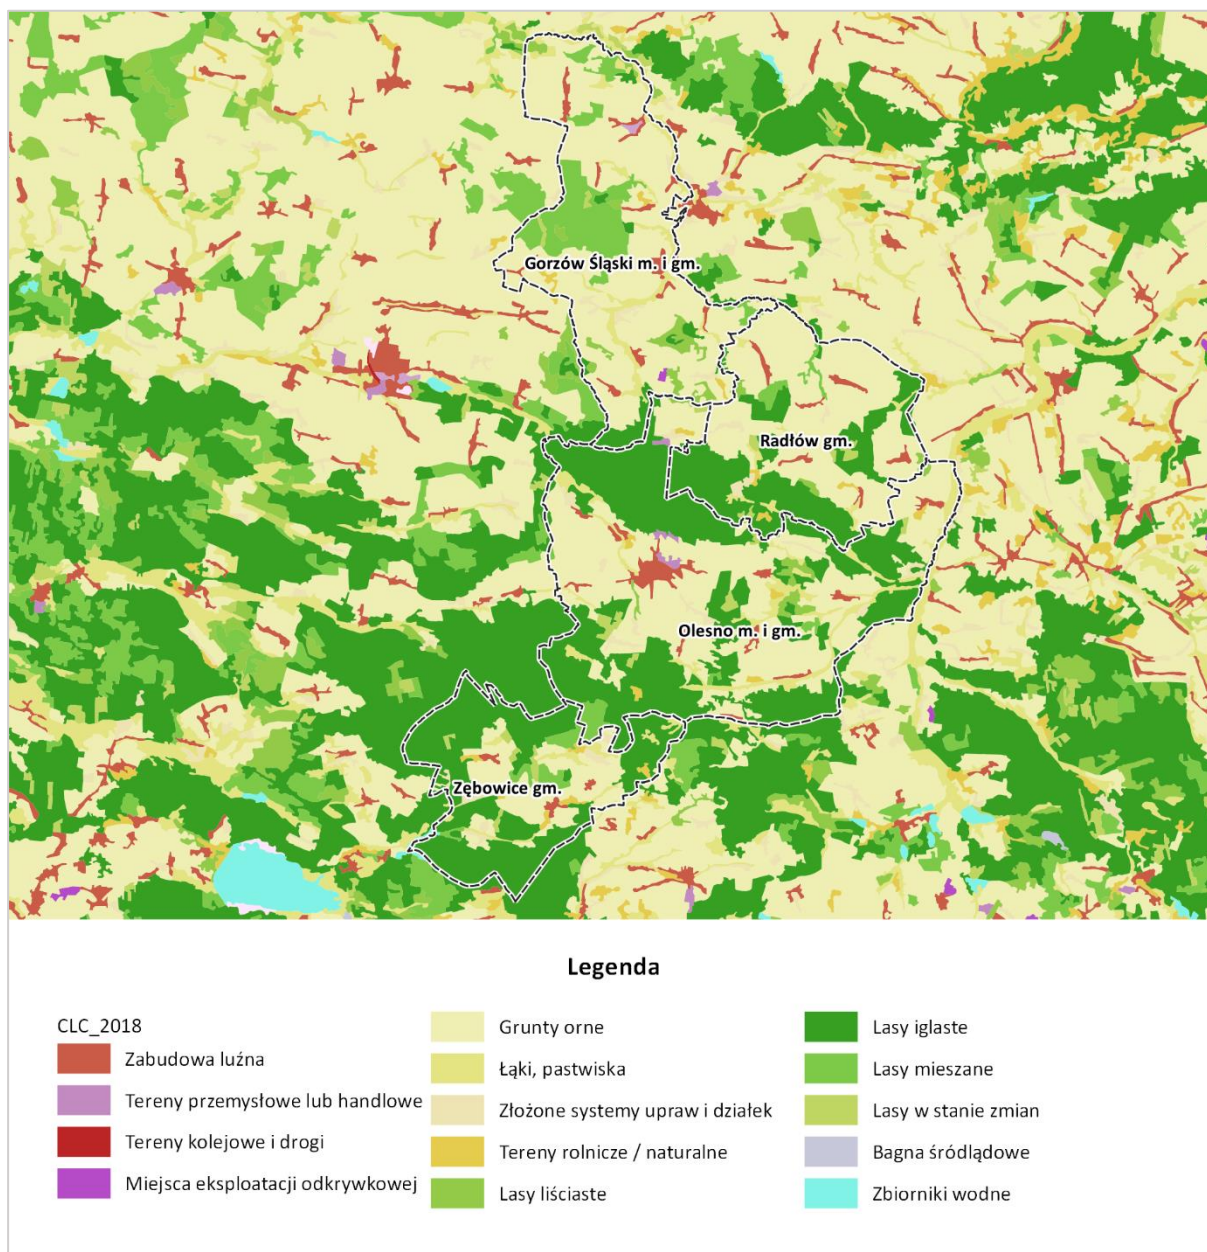 Gorzów Śląski m. i gm.
Radłów gm.
Olesno m. i gm.
Zębowice gm.
Legenda
CLC_2018
Zabudowa luźna
Tereny przemysłowe lub handlowe
Tereny kolejowe i drogi
Miejsca eksploatacji odkrywkowej
Grunty orne
Łąki, pastwiska
Złożone systemy upraw i działek
Tereny rolnicze / naturalne
Lasy liściaste
Lasy iglaste
Lasy mieszane
Lasy w stanie zmian
Bagna śródlądowe
Zbiorniki wodne